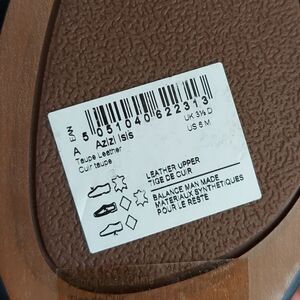 EAN
5 051040 622313
A Azizi Isis
UK 3½ D
Taupe Leather
US 6 M
Cuir taupe
LEATHER UPPER
TIGE DE CUIR
BALANCE MAN MADE
MATERIAUX SYNTHETIQUES
POUR LE RESTE